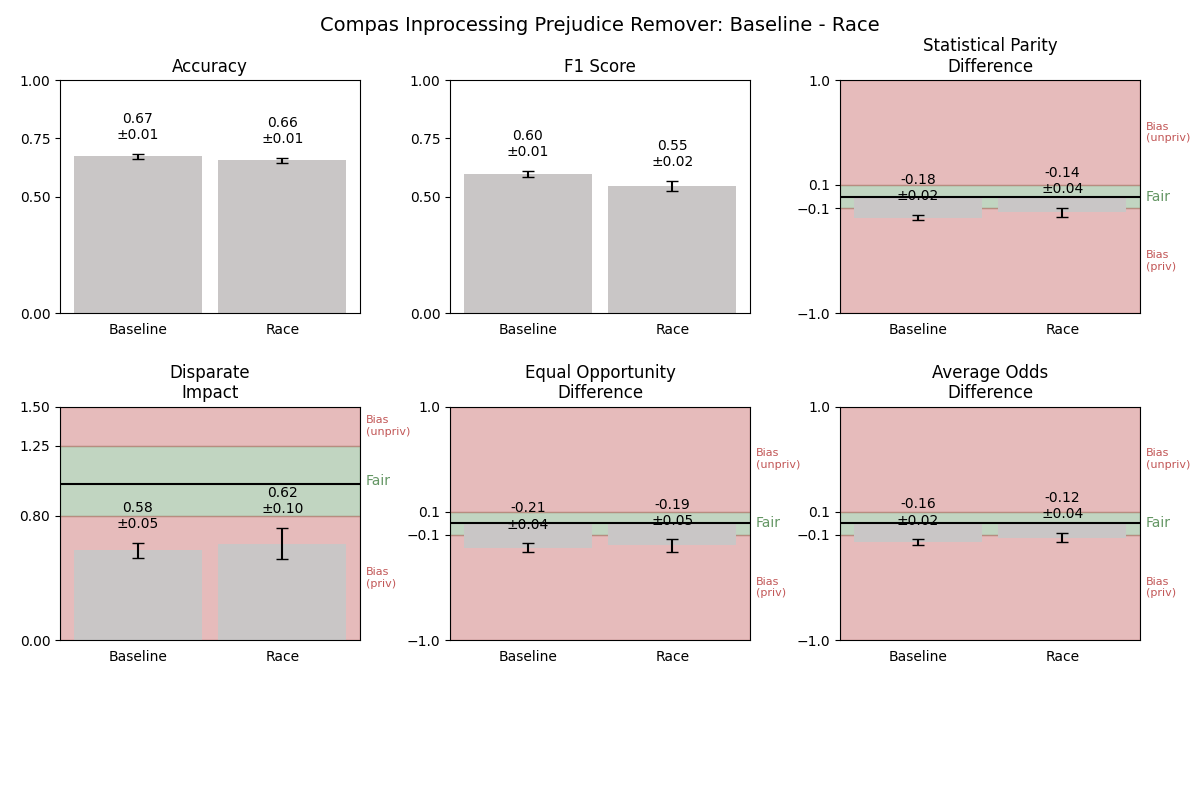 Compas Inprocessing Prejudice Remover: Baseline - Race
Accuracy
1.00
0.75
0.50
0.00
0.67
±0.01
0.66
±0.01
Baseline
Race
F1 Score
1.00
0.75
0.50
0.00
0.60
±0.01
0.55
±0.02
Baseline
Race
Statistical Parity
Difference
1.0
0.1
−0.1
−1.0
-0.18
±0.02
-0.14
±0.04
Bias
(unpriv)
Fair
Bias
(priv)
Baseline
Race
Disparate
Impact
1.50
1.25
0.80
0.00
0.58
±0.05
0.62
±0.10
Bias
(unpriv)
Fair
Bias
(priv)
Baseline
Race
Equal Opportunity
Difference
1.0
0.1
−0.1
−1.0
-0.21
±0.04
-0.19
±0.05
Bias
(unpriv)
Fair
Bias
(priv)
Baseline
Race
Average Odds
Difference
1.0
0.1
−0.1
−1.0
-0.16
±0.02
-0.12
±0.04
Bias
(unpriv)
Fair
Bias
(priv)
Baseline
Race